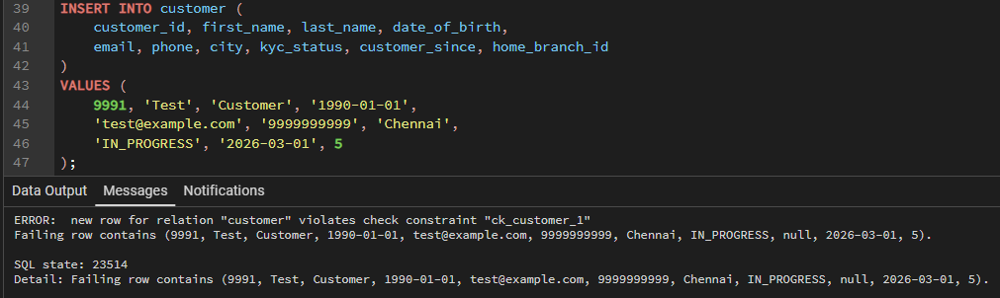 39 INSERT INTO customer (
40 customer_id, first_name, last_name, date_of_birth,
41 email, phone, city, kyc_status, customer_since, home_branch_id
42 )
43 VALUES (
44 9991, 'Test', 'Customer', '1990-01-01',
45 'test@example.com', '9999999999', 'Chennai',
46 'IN_PROGRESS', '2026-03-01', 5
47 );
Data Output Messages Notifications
ERROR:  new row for relation "customer" violates check constraint "ck_customer_1"
Failing row contains (9991, Test, Customer, 1990-01-01, test@example.com, 9999999999, Chennai, IN_PROGRESS, null, 2026-03-01, 5).
SQL state: 23514
Detail: Failing row contains (9991, Test, Customer, 1990-01-01, test@example.com, 9999999999, Chennai, IN_PROGRESS, null, 2026-03-01, 5).